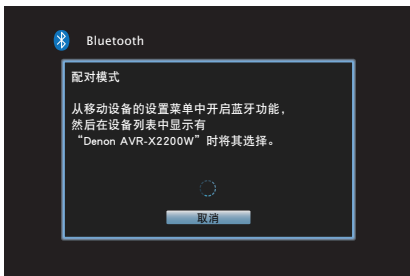 Bluetooth
配对模式
从移动设备的设置菜单中开启蓝牙功能，
然后在设备列表中显示有
“Denon AVR-X2200W”时将其选择。
取消